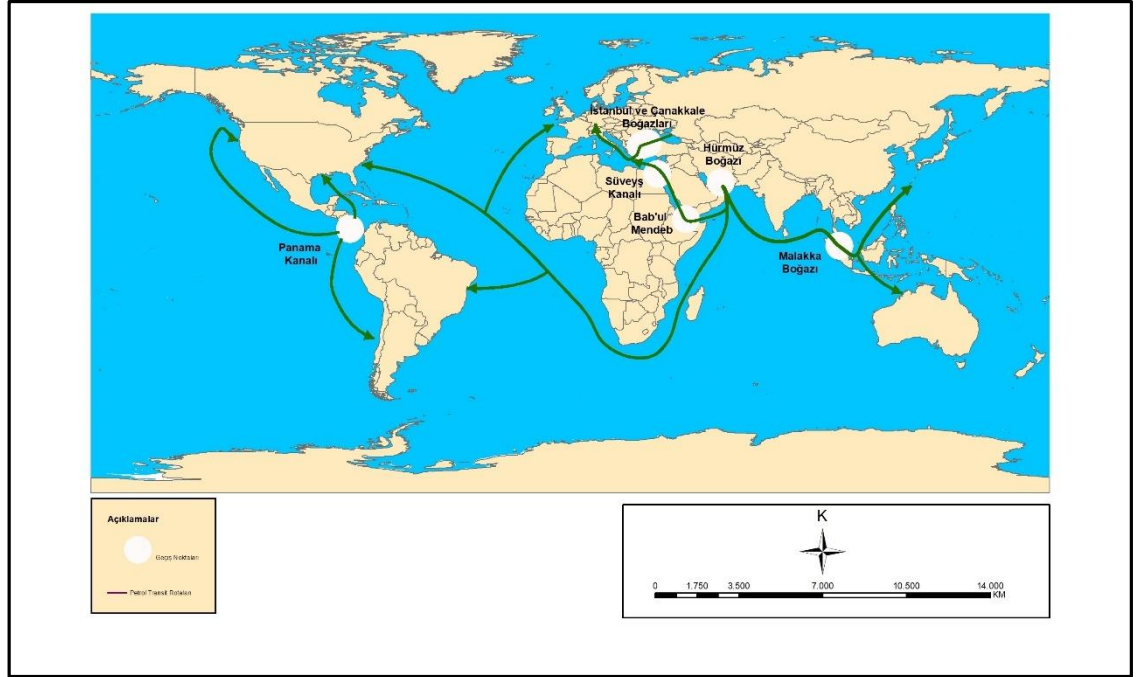 İstanbul ve Çanakkale
Boğazları
Hürmüz
Boğazı
Süveyş
Kanalı
Bab'ul
Mendeb
Panama
Kanalı
Malakka
Boğazı
Açıklamalar
Geçiş Noktaları
Petrol Transit Rotaları
K
0 1.750 3.500 7.000 10.500 14.000
KM